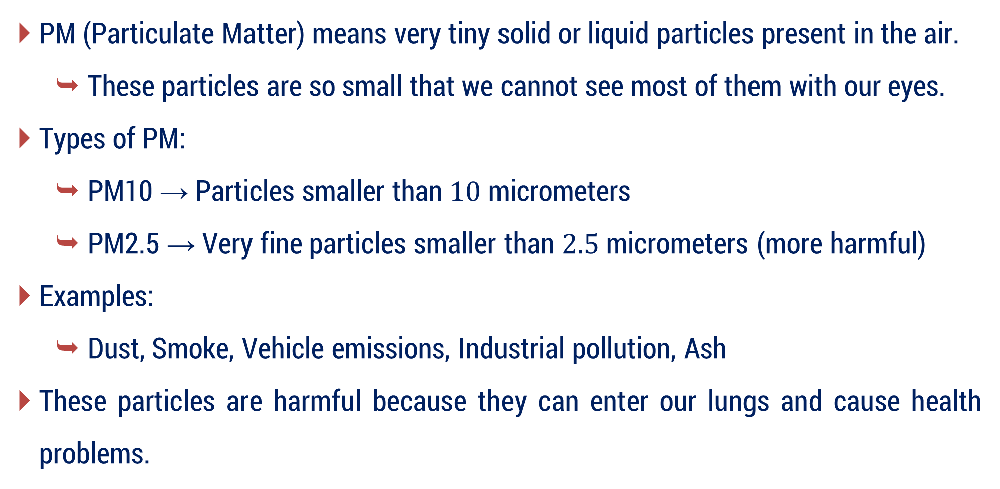 PM (Particulate Matter) means very tiny solid or liquid particles present in the air.
These particles are so small that we cannot see most of them with our eyes.
Types of PM:
PM10 → Particles smaller than 10 micrometers
PM2.5 → Very fine particles smaller than 2.5 micrometers (more harmful)
Examples:
Dust, Smoke, Vehicle emissions, Industrial pollution, Ash
These particles are harmful because they can enter our lungs and cause health
problems.